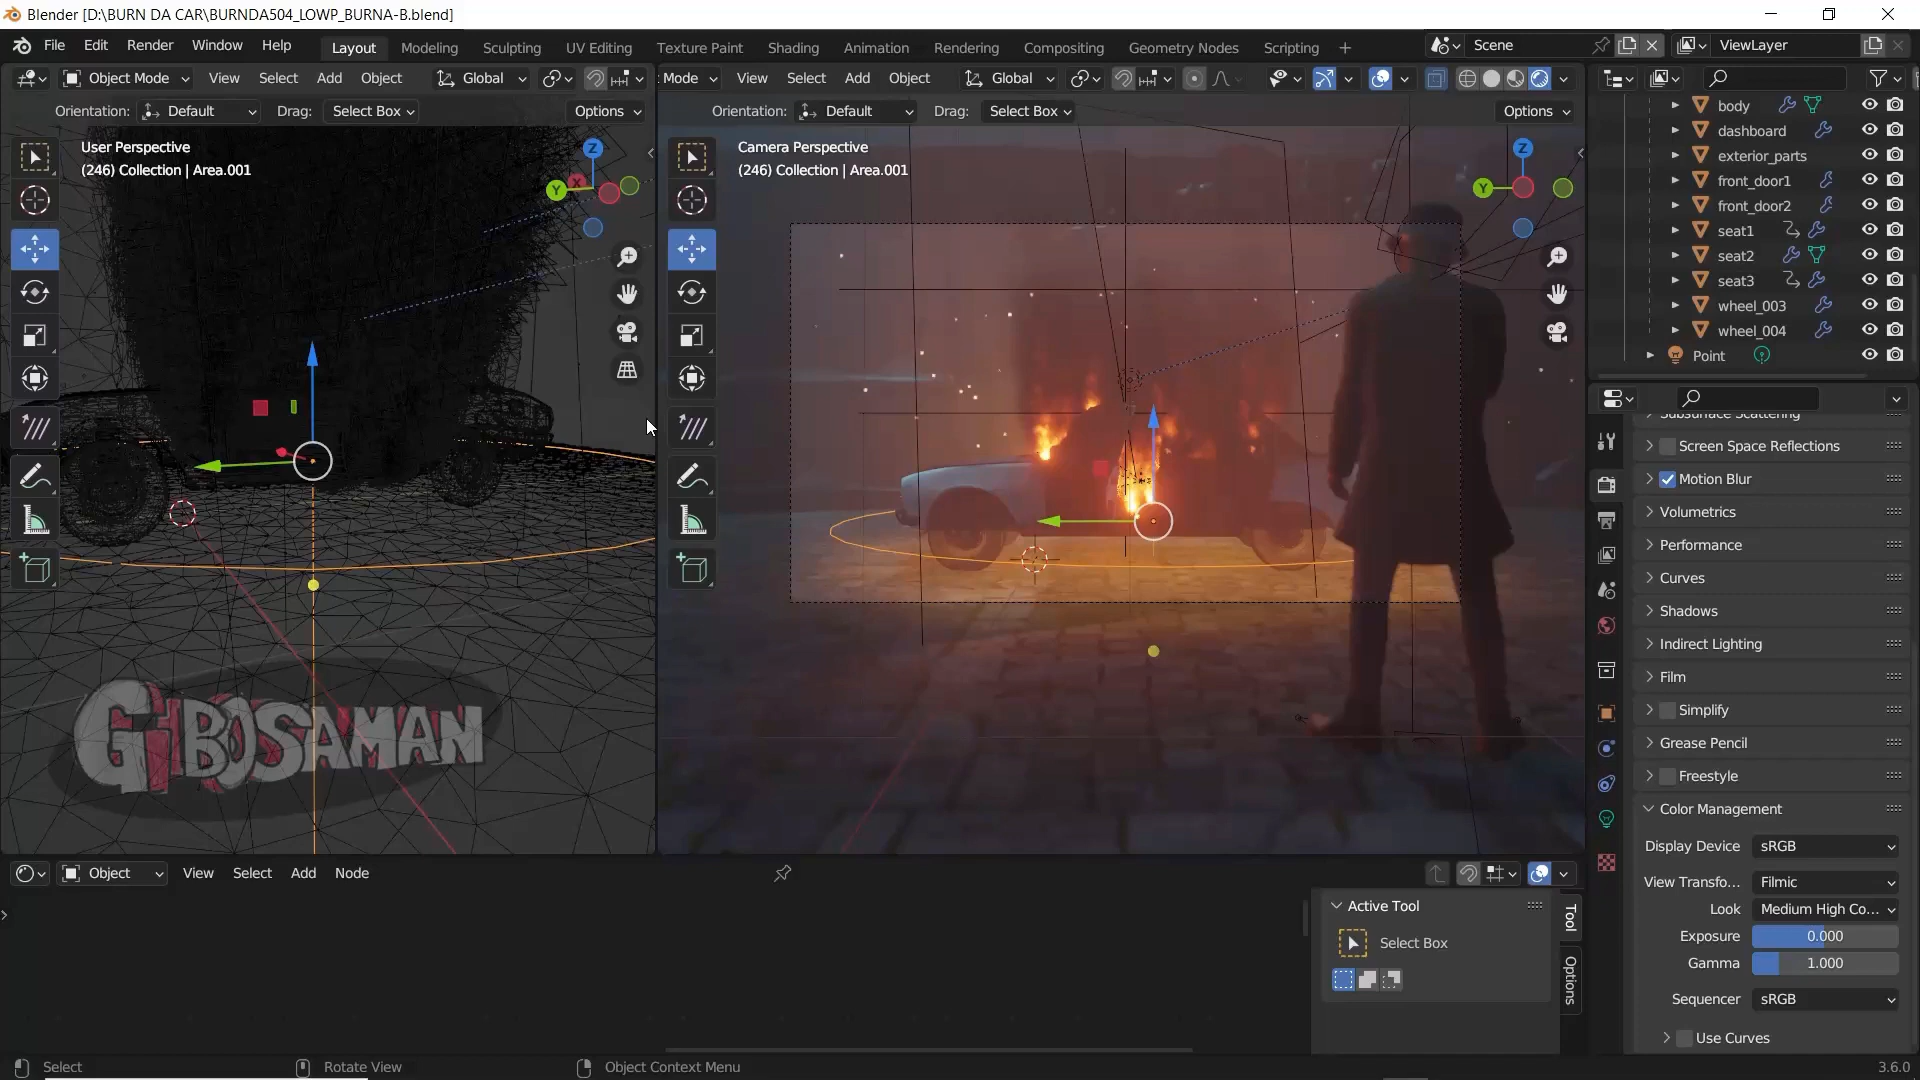 Blender [D:\BURN DA CAR\BURNDA504_LOWP_BURNA-B.blend]
File Edit Render Window Help Layout Modeling Sculpting UV Editing Texture Paint Shading Animation Rendering Compositing Geometry Nodes Scripting + Scene ViewLayer
Object Mode View Select Add Object Global
Mode View Select Add Object Global
Orientation: Default Drag: Select Box Options
Orientation: Default Drag: Select Box Options
User Perspective
(246) Collection | Area.001
Z
Y
X
Camera Perspective
(246) Collection | Area.001
Z
Y
GIBOSAMAN
body
dashboard
exterior_parts
front_door1
front_door2
seat1
seat2
seat3
wheel_003
wheel_004
Point
Subsurface Scattering
Screen Space Reflections
Motion Blur
Volumetrics
Performance
Curves
Shadows
Indirect Lighting
Film
Simplify
Grease Pencil
Freestyle
Color Management
Display Device sRGB
View Transfo... Filmic
Look Medium High Co...
Exposure 0.000
Gamma 1.000
Sequencer sRGB
Use Curves
Object View Select Add Node
Active Tool
Select Box
Tool
Options
Select Rotate View Object Context Menu 3.6.0